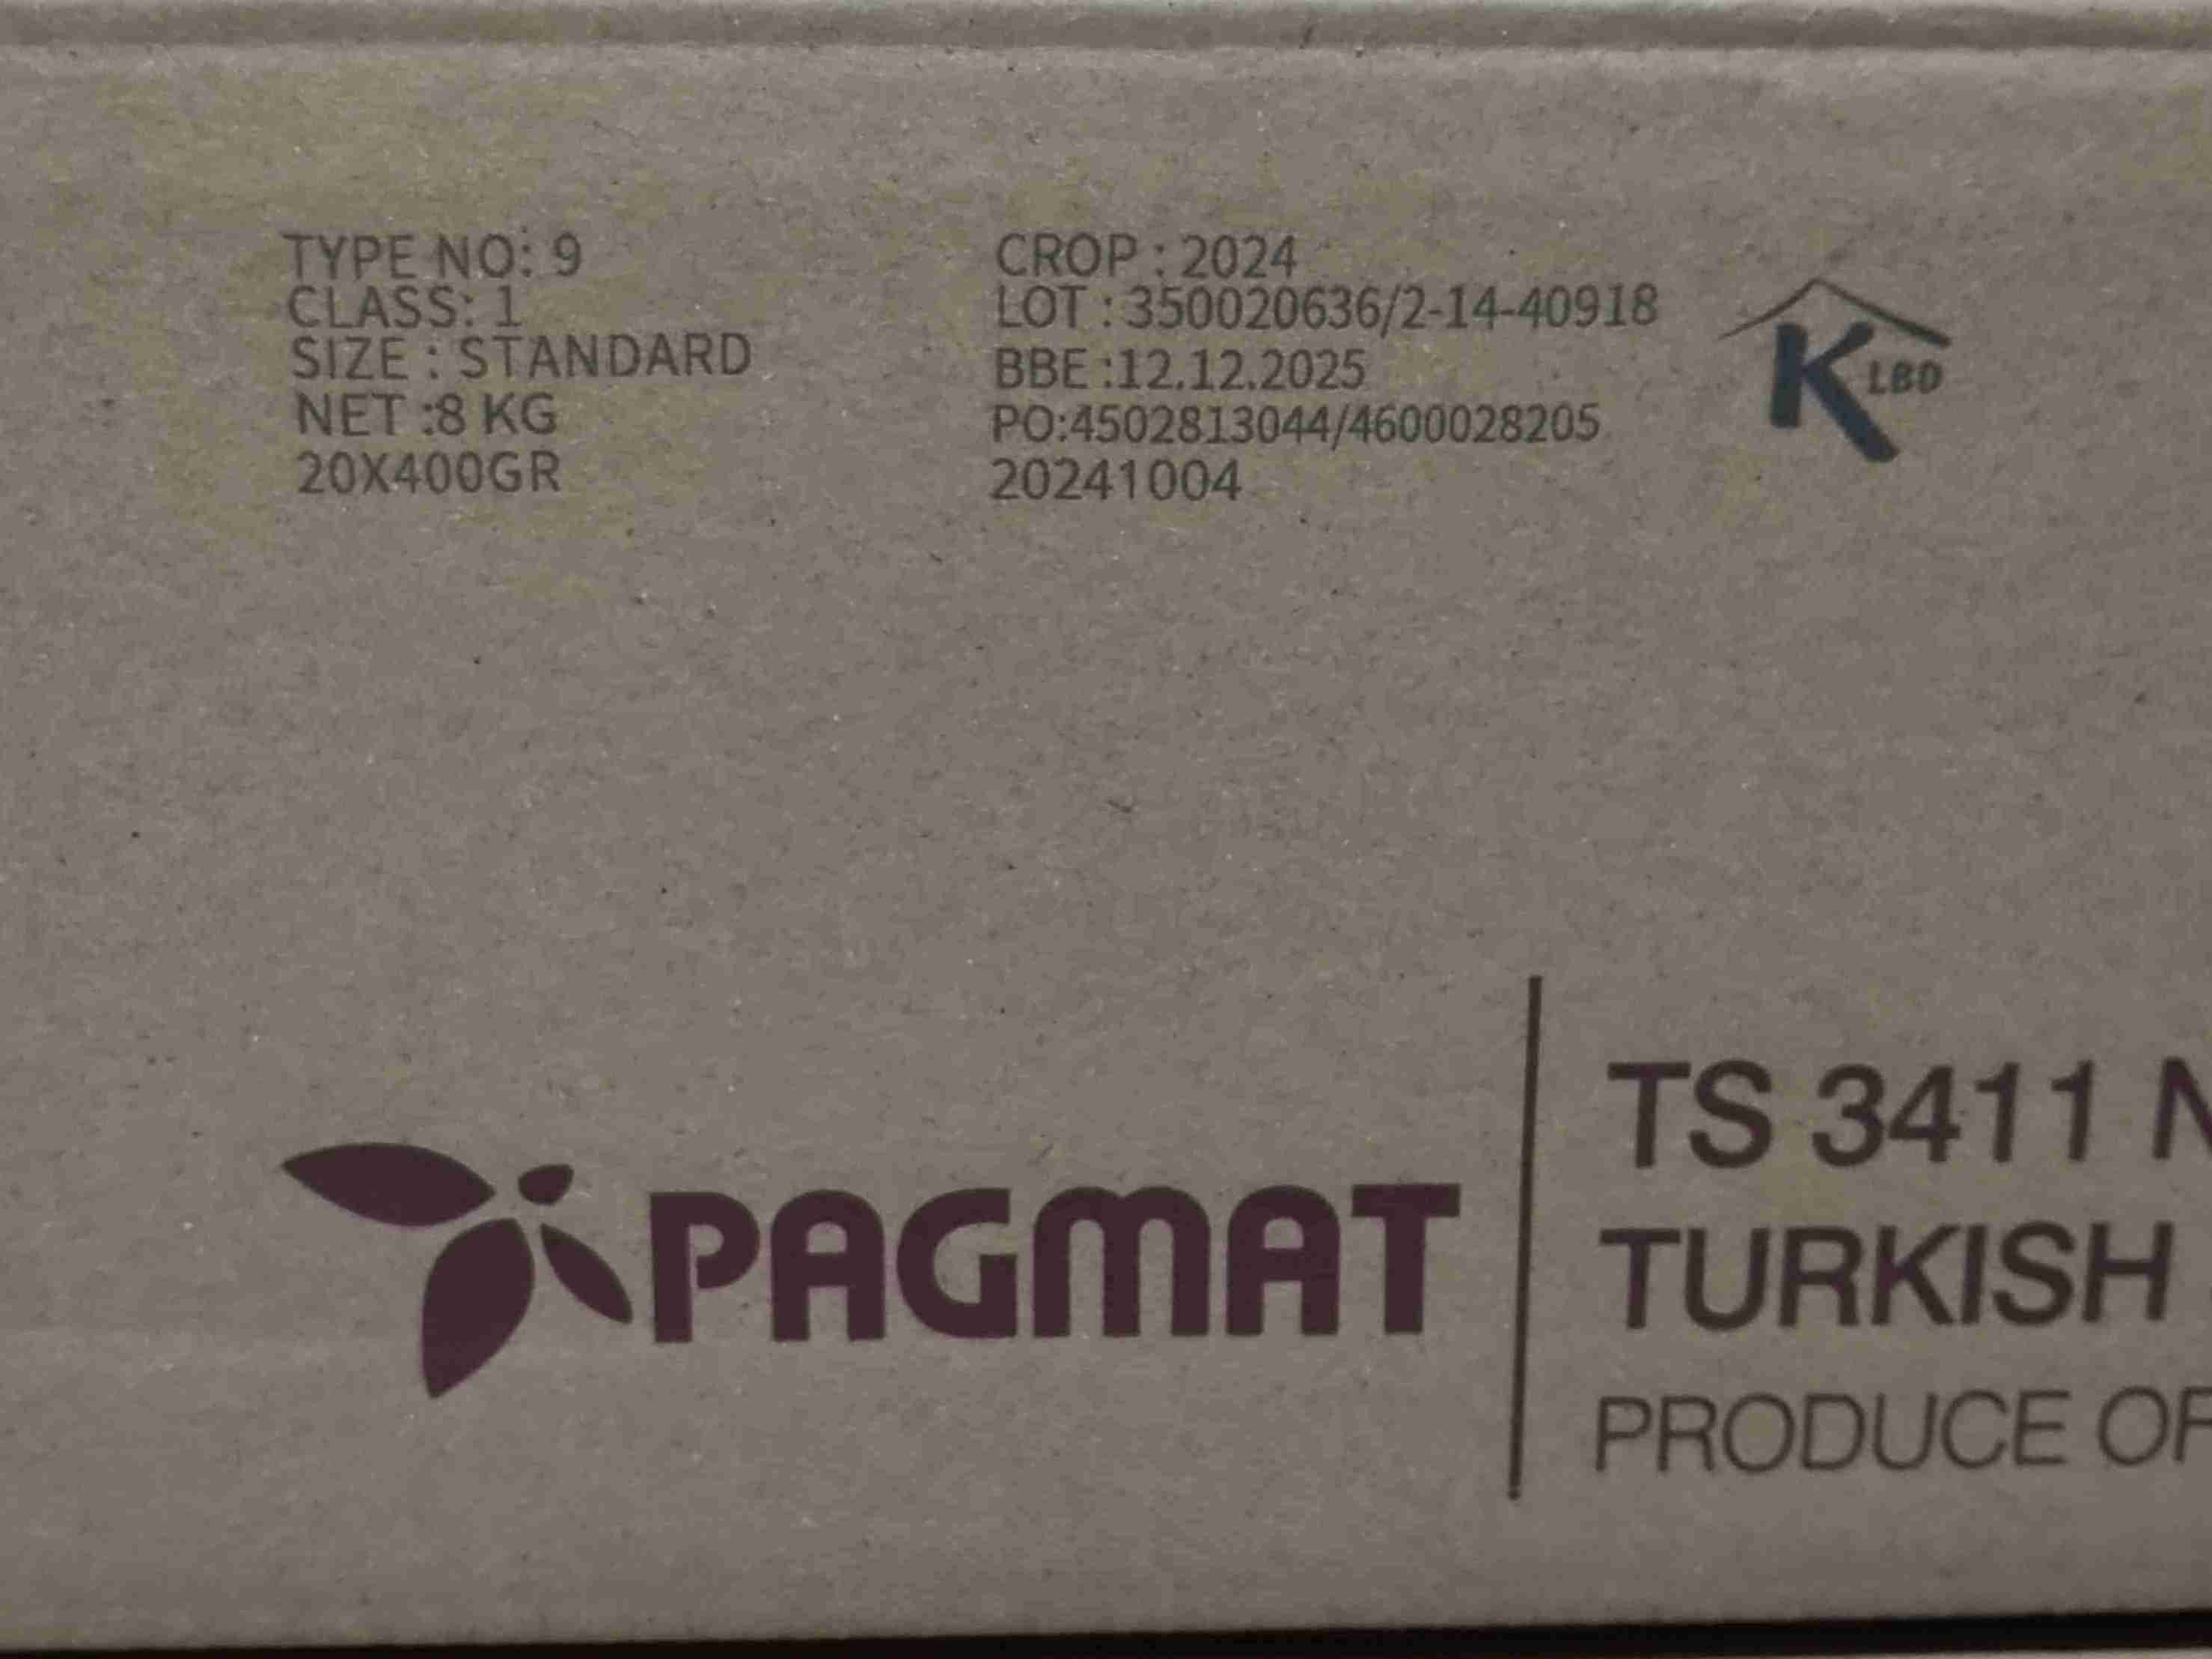 TYPE NO: 9
CLASS: 1
SIZE : STANDARD
NET :8 KG
20X400GR
CROP : 2024
LOT : 350020636/2-14-40918
BBE :12.12.2025
PO:4502813044/4600028205
20241004
K LBD
PAGMAT
TS 3411 N
TURKISH
PRODUCE OF